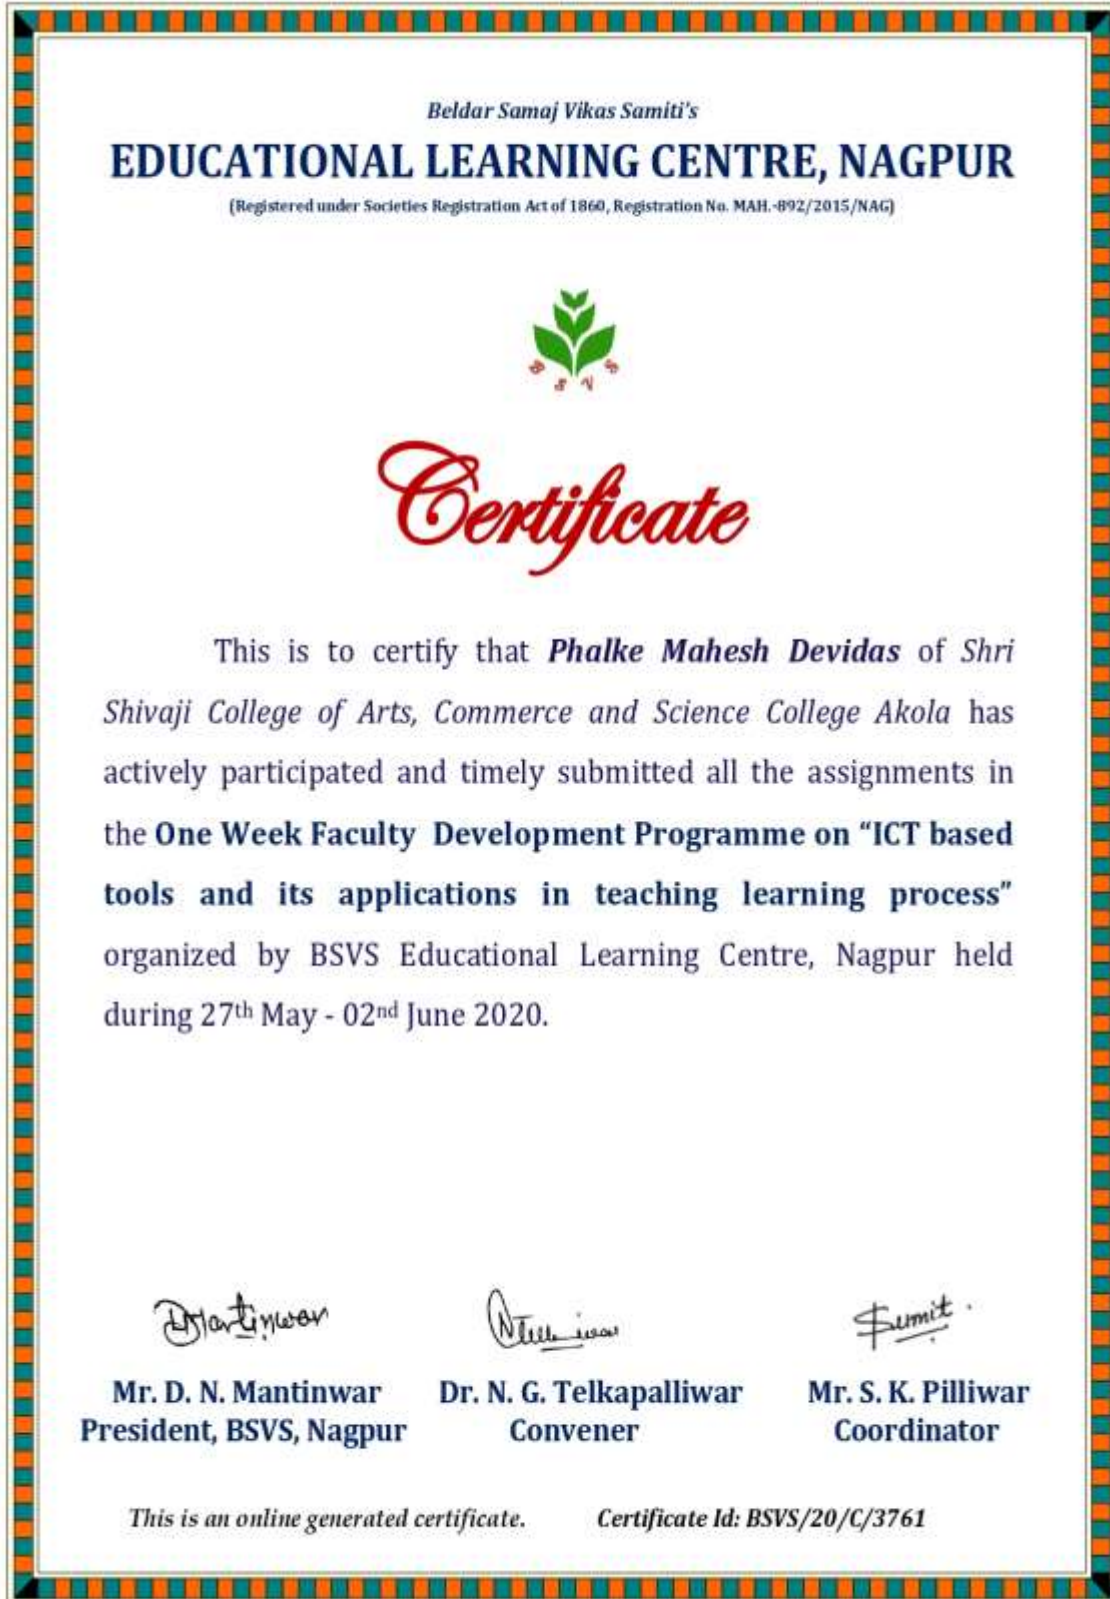 Beldar Samaj Vikas Samiti's
EDUCATIONAL LEARNING CENTRE, NAGPUR
(Registered under Societies Registration Act of 1860, Registration No. MAH.-892/2015/NAG)
B S V S
Certificate
This is to certify that Phalke Mahesh Devidas of Shri
Shivaji College of Arts, Commerce and Science College Akola has
actively participated and timely submitted all the assignments in
the One Week Faculty Development Programme on “ICT based
tools and its applications in teaching learning process”
organized by BSVS Educational Learning Centre, Nagpur held
during 27th May - 02nd June 2020.
DMantinwar
Sumit.
Mr. D. N. Mantinwar
President, BSVS, Nagpur
Dr. N. G. Telkapalliwar
Convener
Mr. S. K. Pilliwar
Coordinator
This is an online generated certificate.
Certificate Id: BSVS/20/C/3761